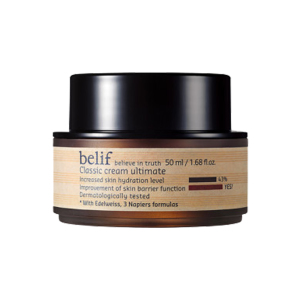 belif believe in truth 50 ml / 1.68 fl.oz.
Classic cream ultimate
Increased skin hydration level 43%
Improvement of skin barrier function YES!
Dermatologically tested
* With Edelweiss, 3 Napiers formulas